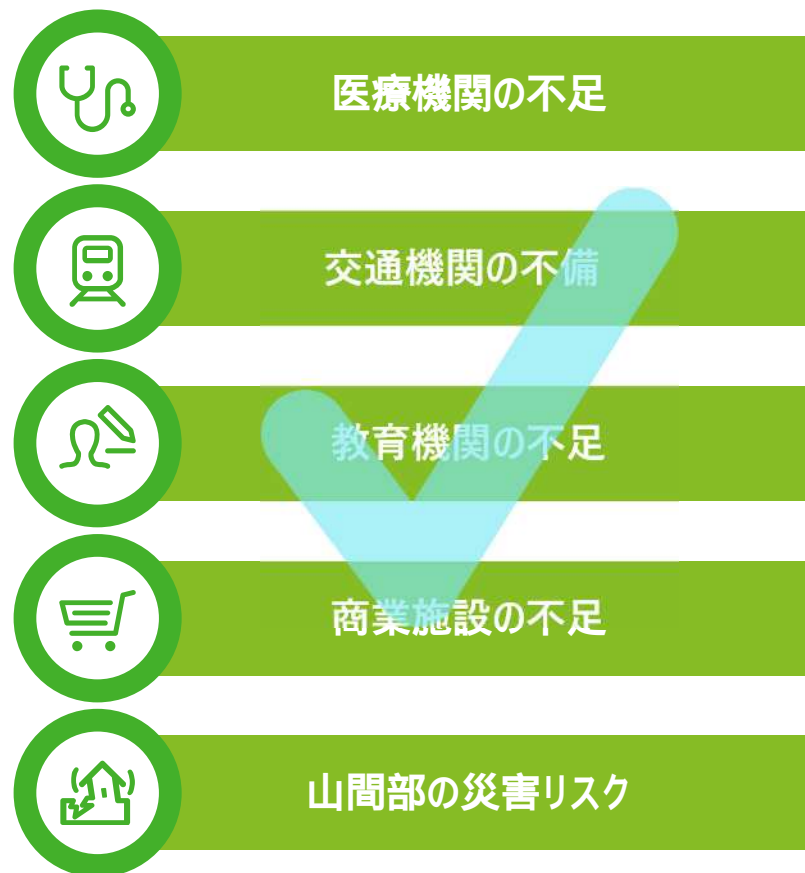 医療機関の不足
交通機関の不備
教育機関の不足
商業施設の不足
山間部の災害リスク